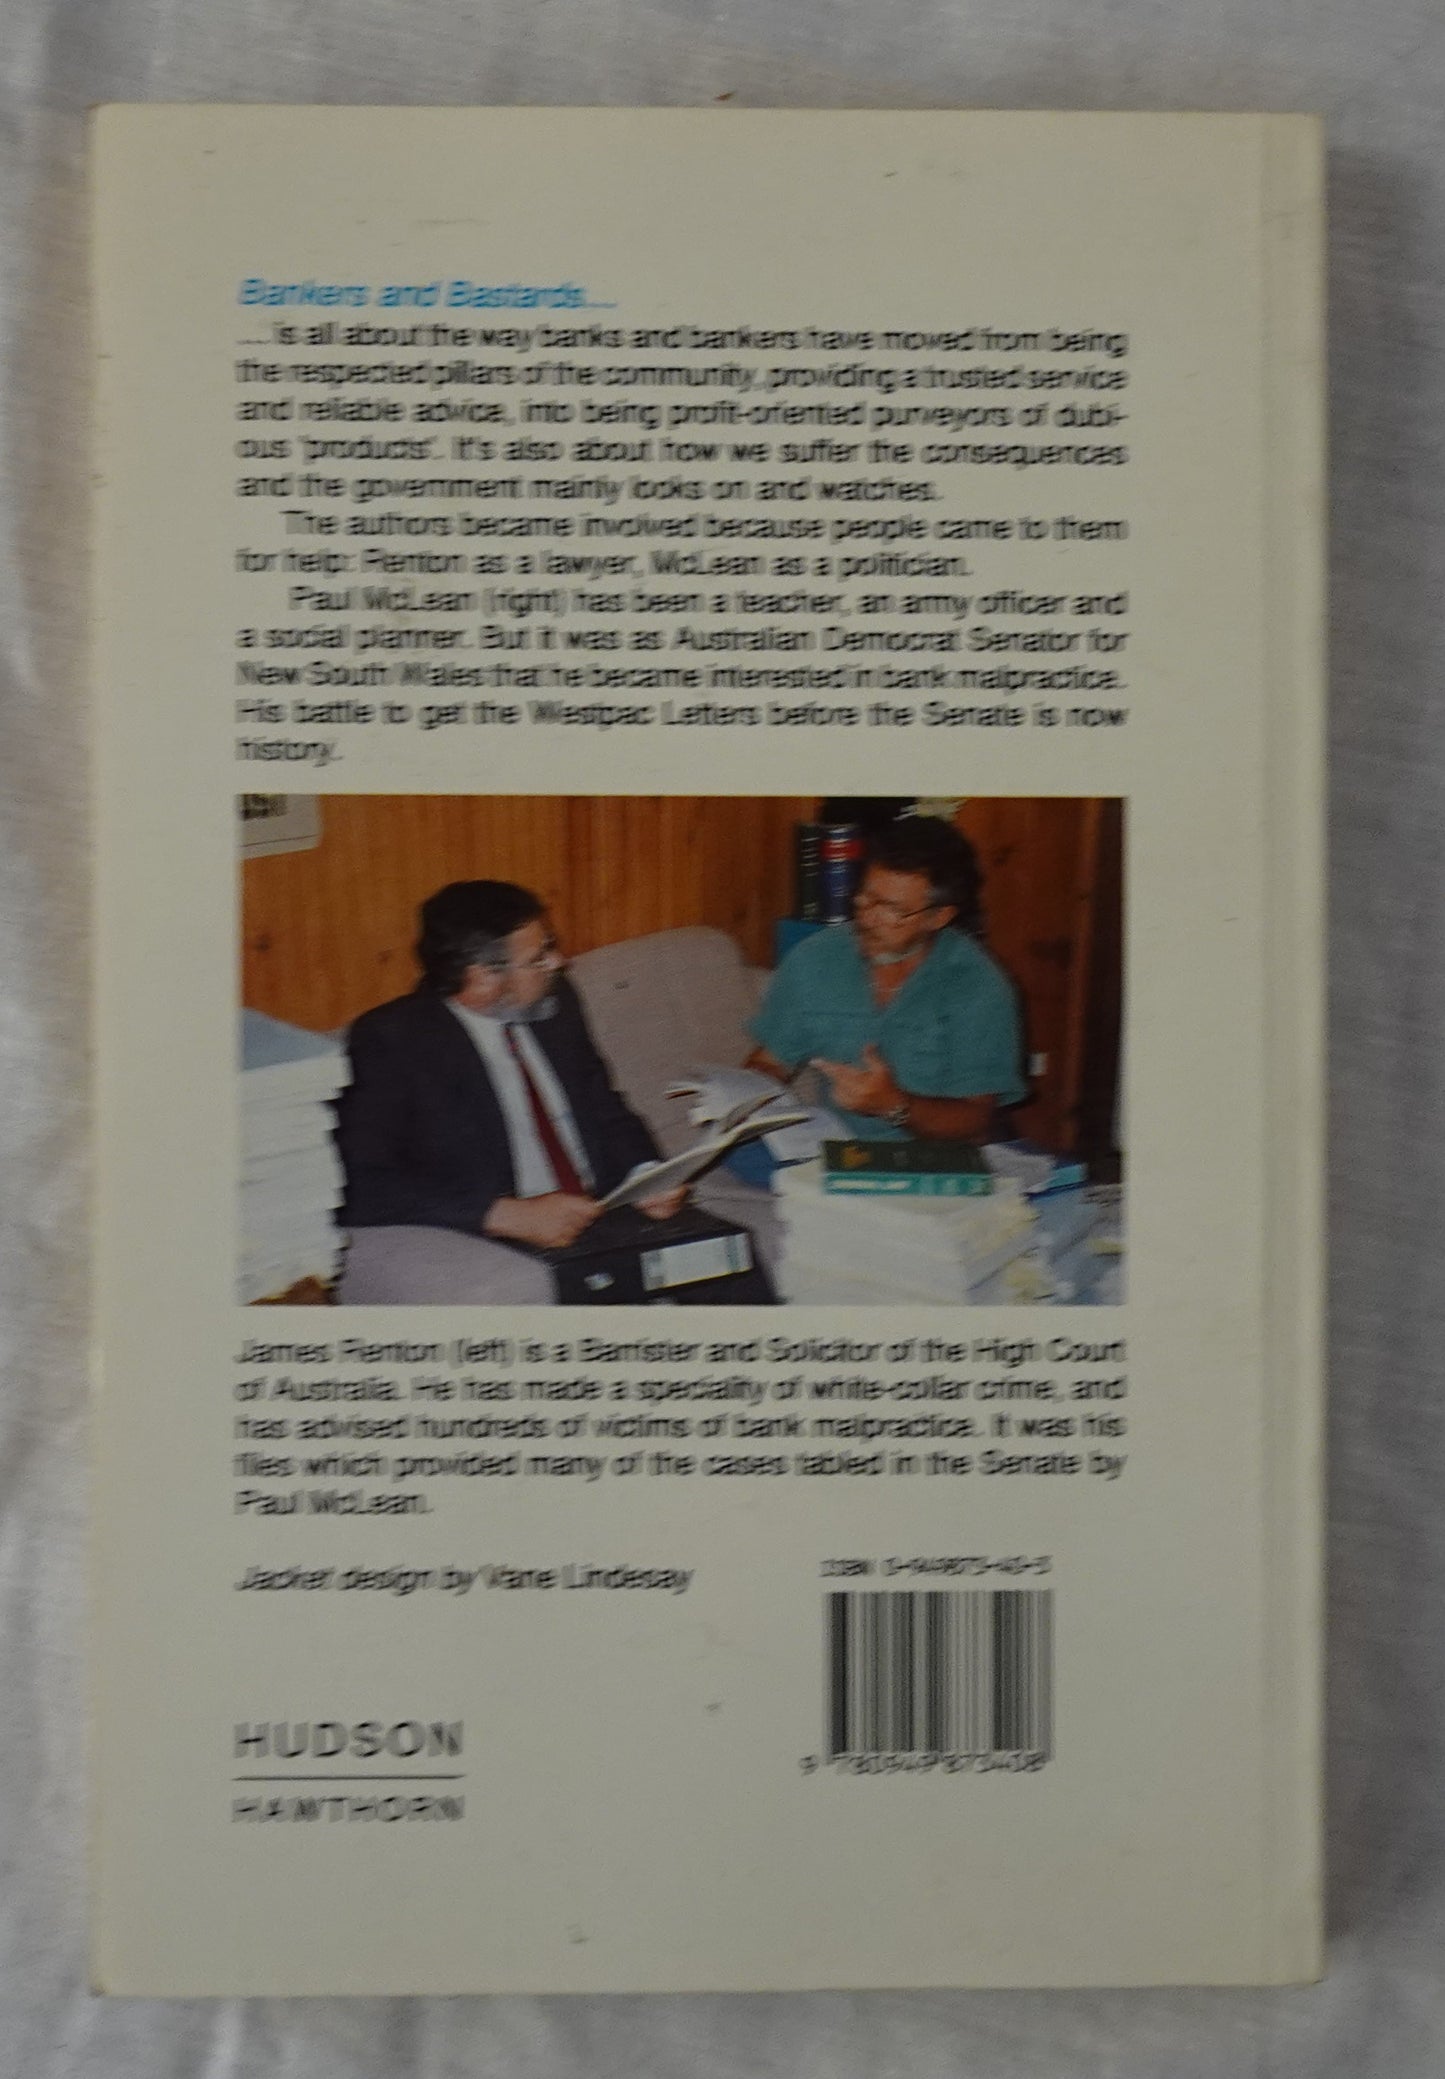 Bankers and Bastards...
... is all about the way banks and bankers have moved from being
the respected pillars of the community, providing a trusted service
and reliable advice, into being profit-oriented purveyors of dubi-
ous 'products'. It's also about how we suffer the consequences
and the government mainly looks on and watches.
The authors became involved because people came to them
for help: Renton as a lawyer, McLean as a politician.
Paul McLean (right) has been a teacher, an army officer and
a social planner. But it was as Australian Democrat Senator for
New South Wales that he became interested in bank malpractice.
His battle to get the Westpac Letters before the Senate is now
history.
James Renton (left) is a Barrister and Solicitor of the High Court
of Australia. He has made a speciality of white-collar crime, and
has advised hundreds of victims of bank malpractice. It was his
files which provided many of the cases tabled in the Senate by
Paul McLean.
Jacket design by Vane Lindesay
ISBN 0-949873-40-5
9 780949 873408
HUDSON
HAWTHORN